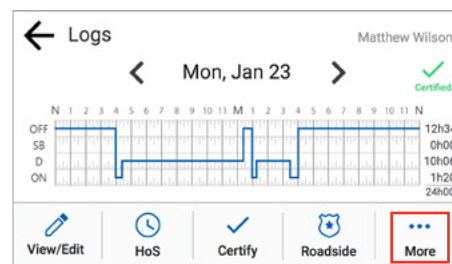 Logs
Matthew Wilson
Mon, Jan 23
Certified
N 1 2 3 4 5 6 7 8 9 10 11 M 1 2 3 4 5 6 7 8 9 10 11 N
OFF 12h34
SB 0h00
D 10h06
ON 1h20
24h00
View/Edit HoS Certify Roadside More